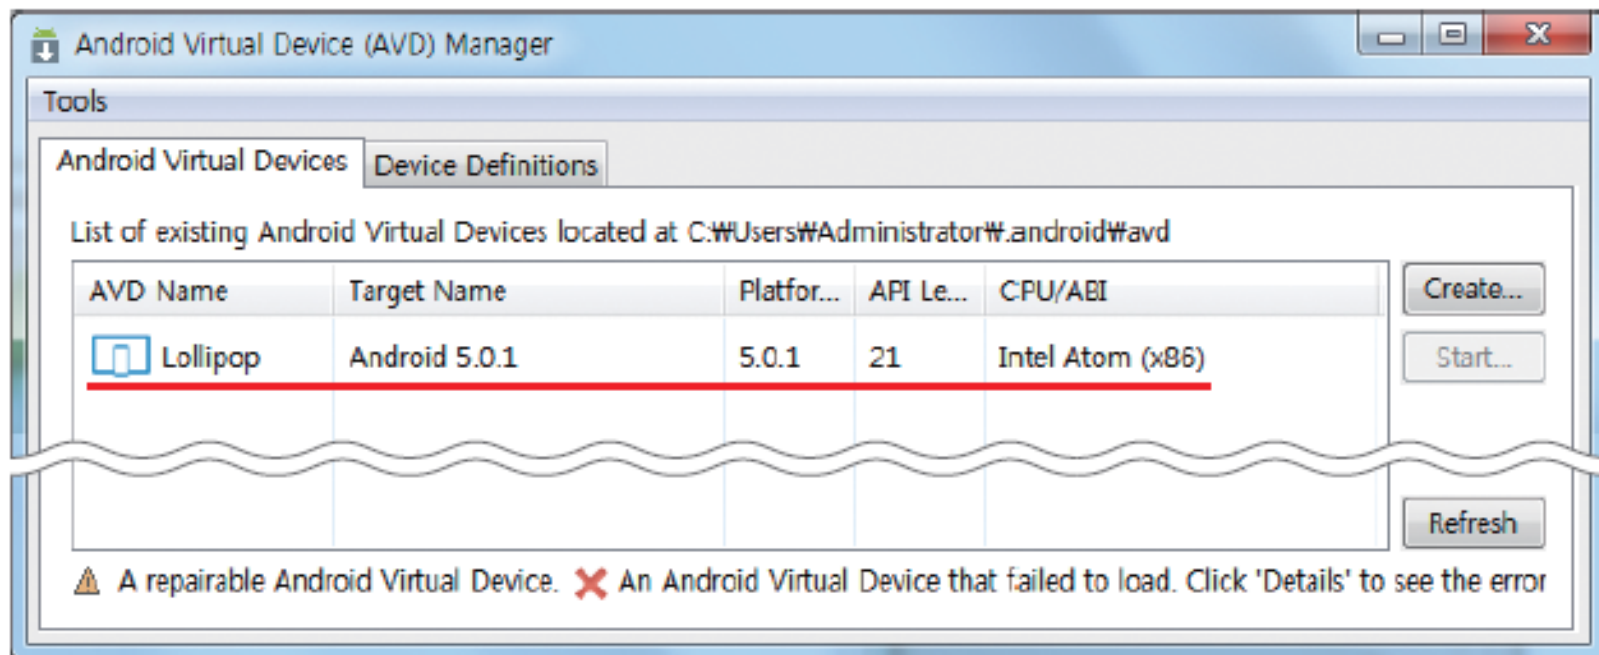 Android Virtual Device (AVD) Manager
Tools
Android Virtual Devices Device Definitions
List of existing Android Virtual Devices located at C:₩Users₩Administrator₩.android₩avd
AVD Name Target Name Platfor... API Le... CPU/ABI Create...
Lollipop Android 5.0.1 5.0.1 21 Intel Atom (x86) Start...
Refresh
A repairable Android Virtual Device. An Android Virtual Device that failed to load. Click 'Details' to see the error